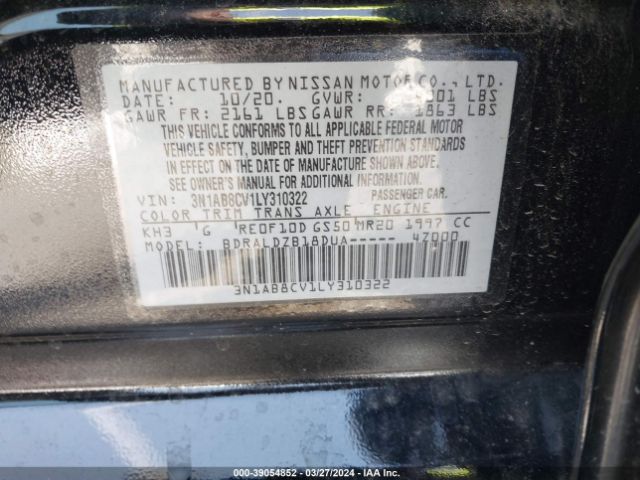 MANUFACTURED BY NISSAN MOTOR CO., LTD.
DATE: 10/20. GVWR: 001 LBS
GAWR FR: 2161 LBS GAWR RR: 1863 LBS
THIS VEHICLE CONFORMS TO ALL APPLICABLE FEDERAL MOTOR
VEHICLE SAFETY, BUMPER AND THEFT PREVENTION STANDARDS
IN EFFECT ON THE DATE OF MANUFACTURE SHOWN ABOVE.
SEE OWNER'S MANUAL FOR ADDITIONAL INFORMATION.
VIN: 3N1AB8CV1LY310322 PASSENGER CAR.
COLOR TRIM TRANS AXLE ENGINE
KH3 G RE0F10D GS50 MR20 1997 CC
MODEL: BDRALDZB18DUA----- 47000
3N1AB8CV1LY310322
000-39054852 | 03/27/2024 | IAA Inc.